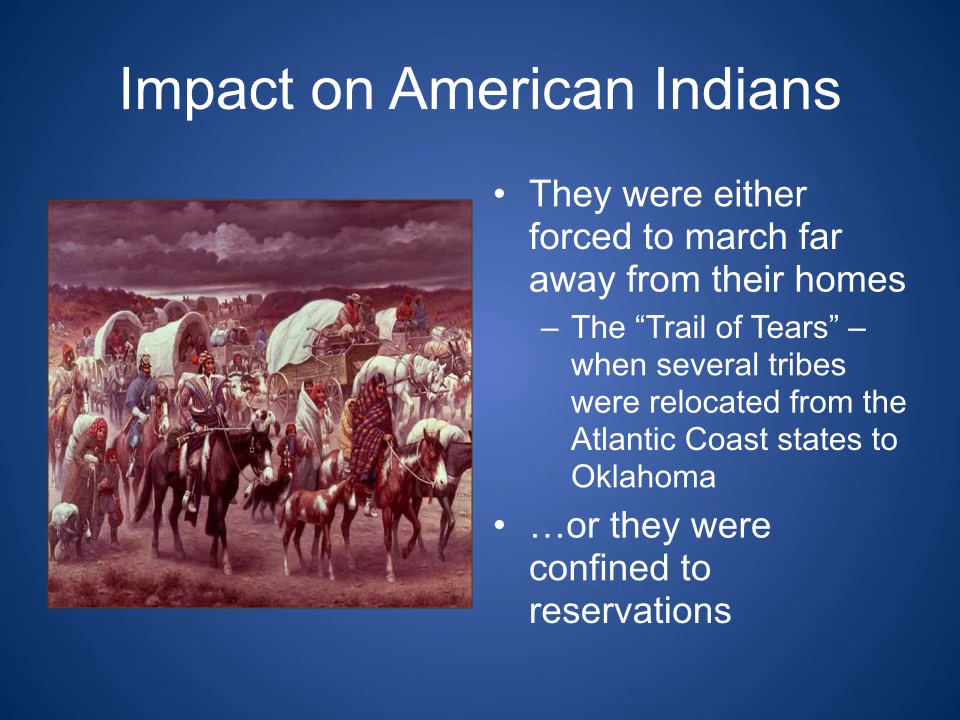 Impact on American Indians
• They were either
forced to march far
away from their homes
– The “Trail of Tears” –
when several tribes
were relocated from the
Atlantic Coast states to
Oklahoma
• …or they were
confined to
reservations